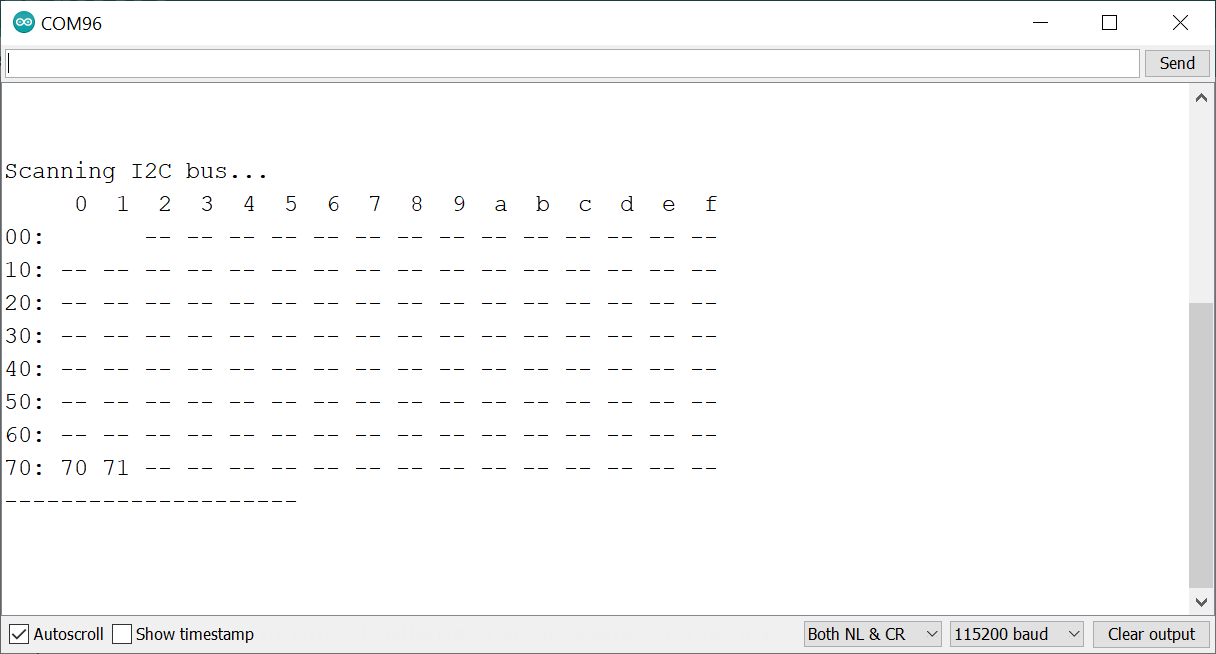 COM96
Send
Scanning I2C bus...
     0  1  2  3  4  5  6  7  8  9  a  b  c  d  e  f
00:       -- -- -- -- -- -- -- -- -- -- -- -- -- --
10: -- -- -- -- -- -- -- -- -- -- -- -- -- -- -- --
20: -- -- -- -- -- -- -- -- -- -- -- -- -- -- -- --
30: -- -- -- -- -- -- -- -- -- -- -- -- -- -- -- --
40: -- -- -- -- -- -- -- -- -- -- -- -- -- -- -- --
50: -- -- -- -- -- -- -- -- -- -- -- -- -- -- -- --
60: -- -- -- -- -- -- -- -- -- -- -- -- -- -- -- --
70: 70 71 -- -- -- -- -- -- -- -- -- -- -- -- -- --
---------------------
Autoscroll Show timestamp Both NL & CR 115200 baud Clear output